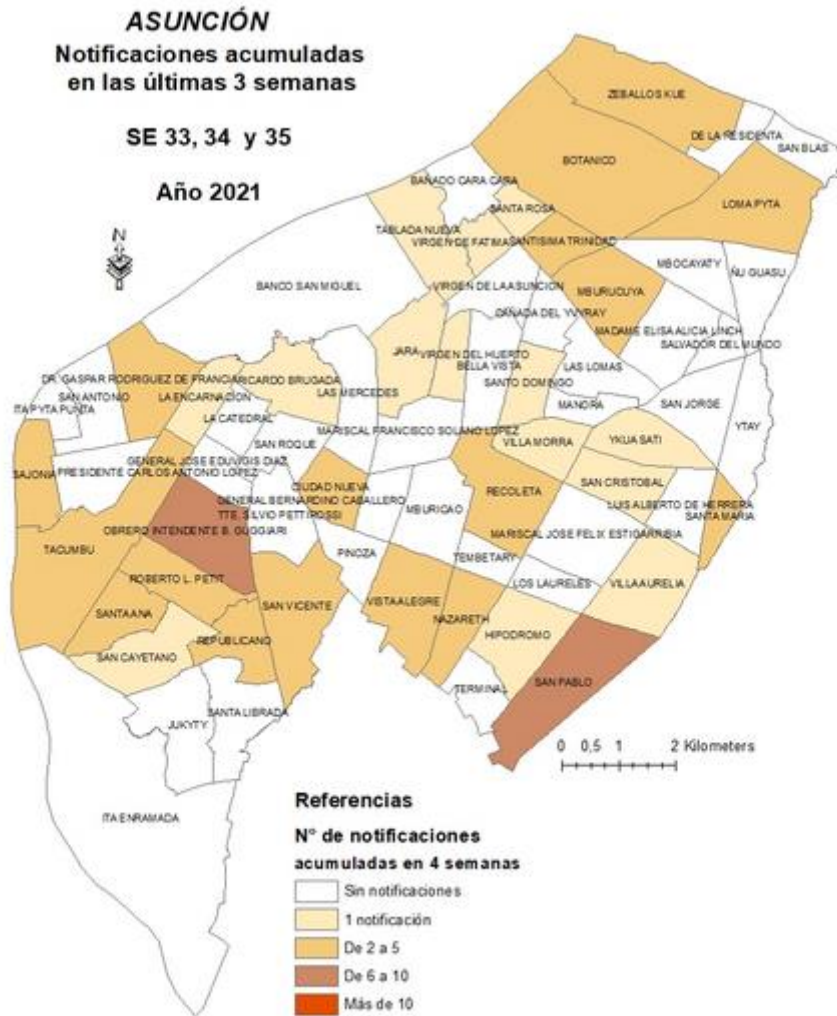 ASUNCIÓN
Notificaciones acumuladas
en las últimas 3 semanas
SE 33, 34 y 35
Año 2021
N
ZEBALLOS KUE
DE LA RESIDENTA
SAN BLAS
BOTANICO
BAÑADO CARA CARA
LOMA PYTA
SANTA ROSA
TABLADA NUEVA
VIRGEN DE FATIMA
SANTISIMA TRINIDAD
MBOCAYATY
ÑU GUASU
BANCO SAN MIGUEL
VIRGEN DE LA ASUNCION
MBURUCUYA
CAÑADA DEL YVYRAY
MADAME ELISA ALICIA LINCH
SALVADOR DEL MUNDO
JARA
VIRGEN DEL HUERTO
BELLA VISTA
LAS LOMAS
DR. GASPAR RODRIGUEZ DE FRANCIA
RICARDO BRUGADA
SANTO DOMINGO
SAN ANTONIO
LA ENCARNACION
LAS MERCEDES
MANORA
SAN JORGE
ITA PYTA PUNTA
LA CATEDRAL
MARISCAL FRANCISCO SOLANO LOPEZ
YTAY
SAN ROQUE
VILLA MORRA
YKUA SATI
GENERAL JOSE EDUVIGIS DIAZ
SAJONIA
PRESIDENTE CARLOS ANTONIO LOPEZ
CIUDAD NUEVA
RECOLETA
SAN CRISTOBAL
GENERAL BERNARDINO CABALLERO
LUIS ALBERTO DE HERRERA
TTE. SILVIO PETTIROSSI
MBURICAO
SANTA MARIA
OBRERO INTENDENTE B. GUGGIARI
MARISCAL JOSE FELIX ESTIGARRIBIA
TACUMBU
PINOZA
TEMBETARY
ROBERTO L. PETIT
LOS LAURELES
VILLA AURELIA
SANTA ANA
SAN VICENTE
VISTA ALEGRE
NAZARETH
REPUBLICANO
HIPODROMO
SAN CAYETANO
TERMINAL
SAN PABLO
SANTA LIBRADA
JUKYTY
0 0,5 1 2 Kilometers
ITA ENRAMADA
Referencias
N° de notificaciones
acumuladas en 4 semanas
Sin notificaciones
1 notificación
De 2 a 5
De 6 a 10
Más de 10